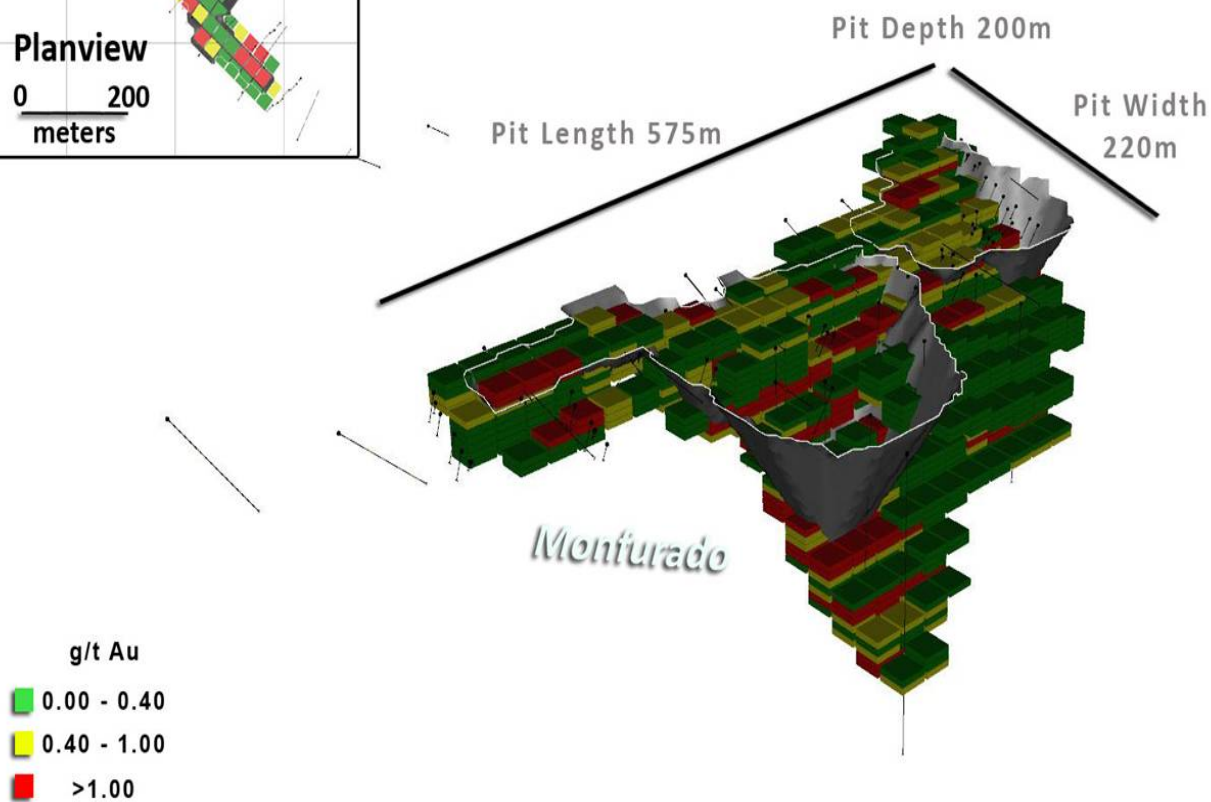 Planview
0 200
meters
Pit Depth 200m
Pit Length 575m
Pit Width
220m
Monfurado
g/t Au
0.00 - 0.40
0.40 - 1.00
>1.00